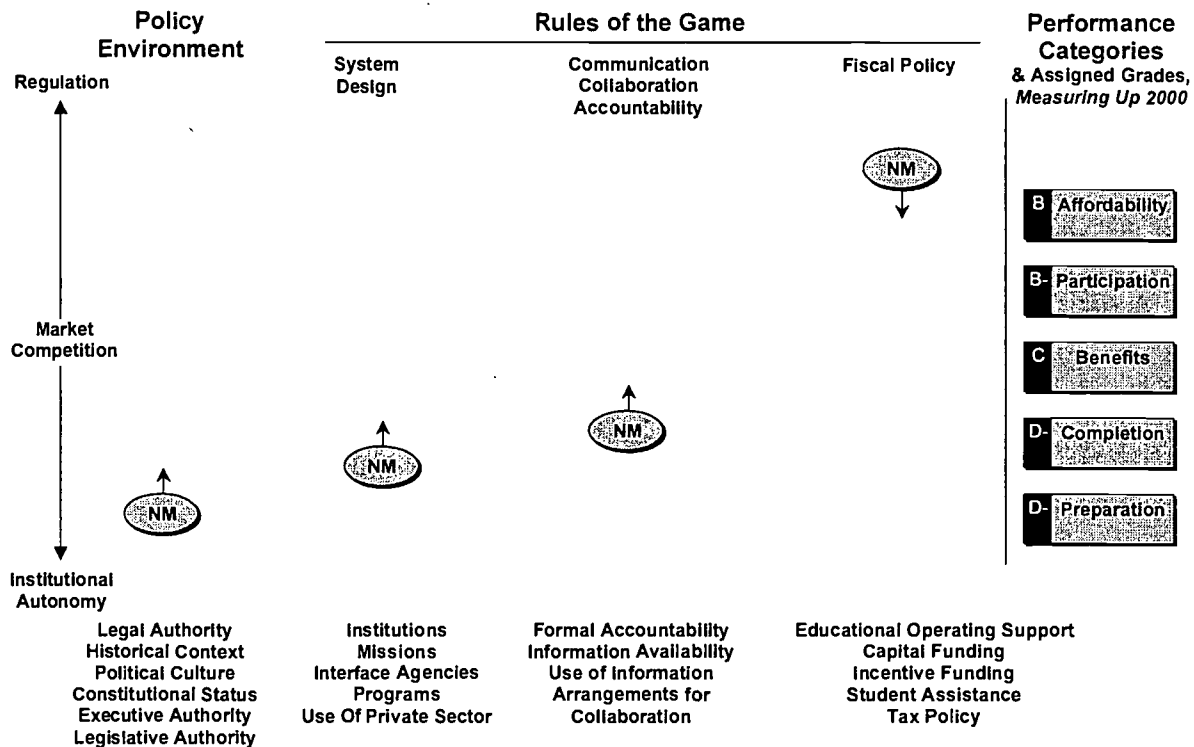 Policy
Environment
Rules of the Game
Performance
Categories
& Assigned Grades,
Measuring Up 2000
System
Design
Communication
Collaboration
Accountability
Fiscal Policy
Regulation
Market
Competition
Institutional
Autonomy
NM
NM
NM
NM
B Affordability
B- Participation
C Benefits
D- Completion
D- Preparation
Legal Authority
Historical Context
Political Culture
Constitutional Status
Executive Authority
Legislative Authority
Institutions
Missions
Interface Agencies
Programs
Use Of Private Sector
Formal Accountability
Information Availability
Use of Information
Arrangements for
Collaboration
Educational Operating Support
Capital Funding
Incentive Funding
Student Assistance
Tax Policy